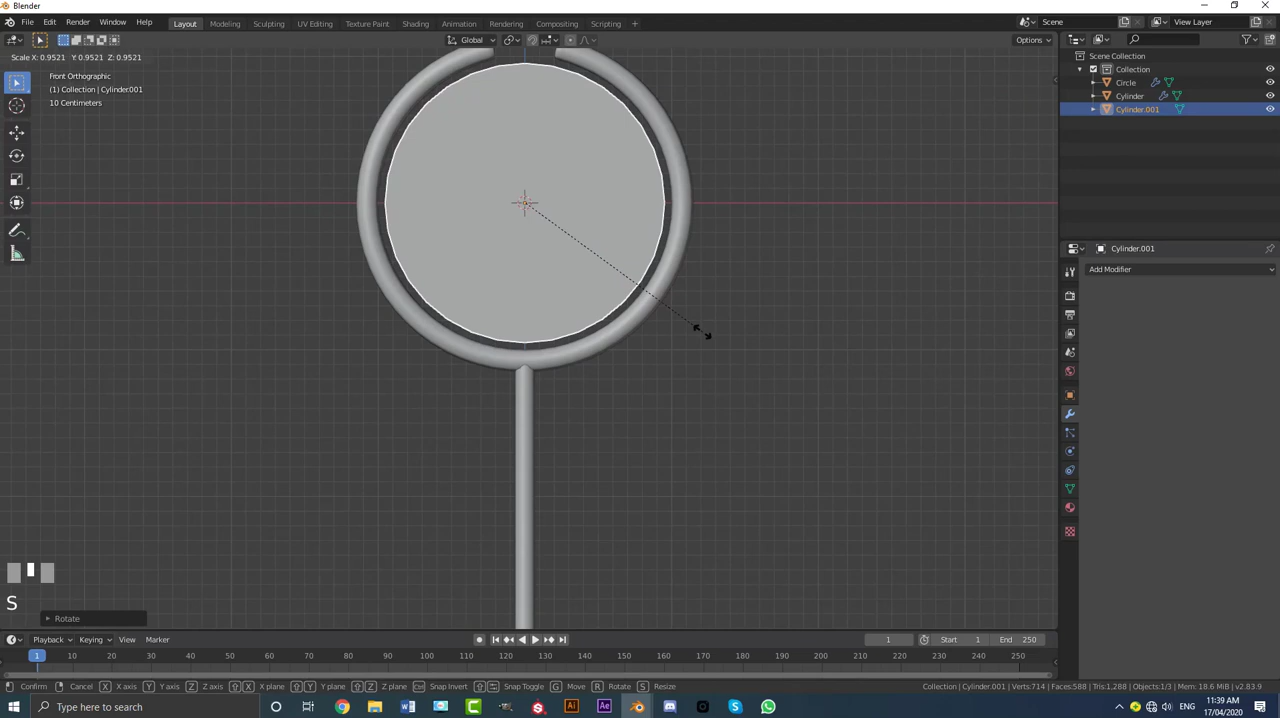 Blender
File Edit Render Window Help
Layout Modeling Sculpting UV Editing Texture Paint Shading Animation Rendering Compositing Scripting +
Scene View Layer
Global Options
Scale X: 0.9521 Y: 0.9521 Z: 0.9521
Front Orthographic
(1) Collection | Cylinder.001
10 Centimeters
Scene Collection
Collection
Circle
Cylinder
Cylinder.001
Cylinder.001
Add Modifier
S
Rotate
Playback Keying View Marker
1 Start 1 End 250
1 10 20 30 40 50 60 70 80 90 100 110 120 130 140 150 160 170 180 190 200 210 220 230 240 250
Confirm Cancel X X axis Y Y axis Z Z axis X X plane Y Y plane Z Z plane Ctrl Snap Invert Snap Toggle G Move R Rotate S Resize
Collection | Cylinder.001 | Verts:714 | Faces:588 | Tris:1,288 | Objects:1/3 | Mem: 18.6 MiB | v2.83.9
Type here to search
11:39 AM
17/04/2020